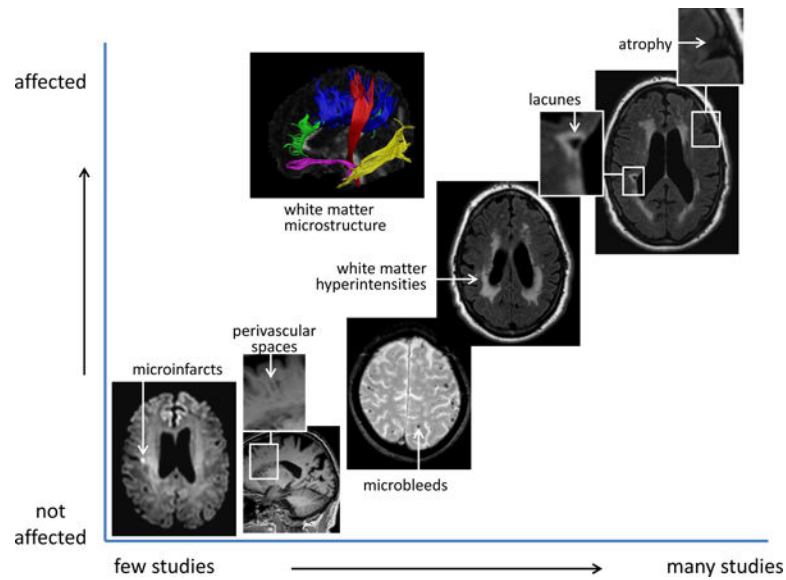 atrophy
affected
lacunes
white matter
microstructure
white matter
hyperintensities
perivascular
spaces
microinfarcts
microbleeds
not
affected
few studies
many studies